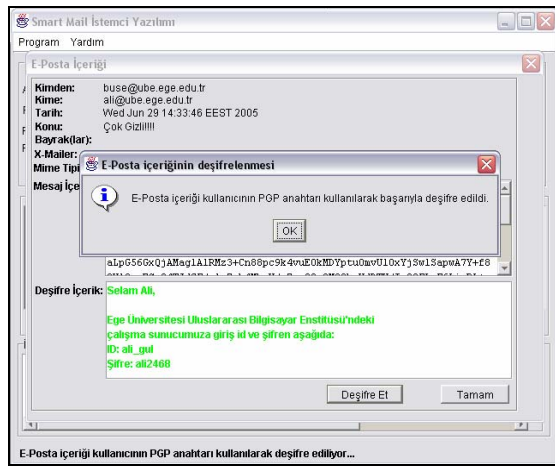 Smart Mail İstemci Yazılımı
Program Yardım
E-Posta İçeriği
Kimden: buse@ube.ege.edu.tr
Kime: ali@ube.ege.edu.tr
Tarih: Wed Jun 29 14:33:46 EEST 2005
Konu: Çok Gizli!!!!
Bayrak(lar):
X-Mailer:
Mime Tipi
Mesaj İçe
E-Posta içeriğinin deşifrelenmesi
E-Posta içeriği kullanıcının PGP anahtarı kullanılarak başarıyla deşifre edildi.
OK
Deşifre İçerik: Selam Ali,
Ege Üniversitesi Uluslararası Bilgisayar Enstitüsü'ndeki
çalışma sunucumuza giriş id ve şifren aşağıda:
ID: ali_gul
Şifre: ali2468
Deşifre Et Tamam
E-Posta içeriği kullanıcının PGP anahtarı kullanılarak deşifre ediliyor...